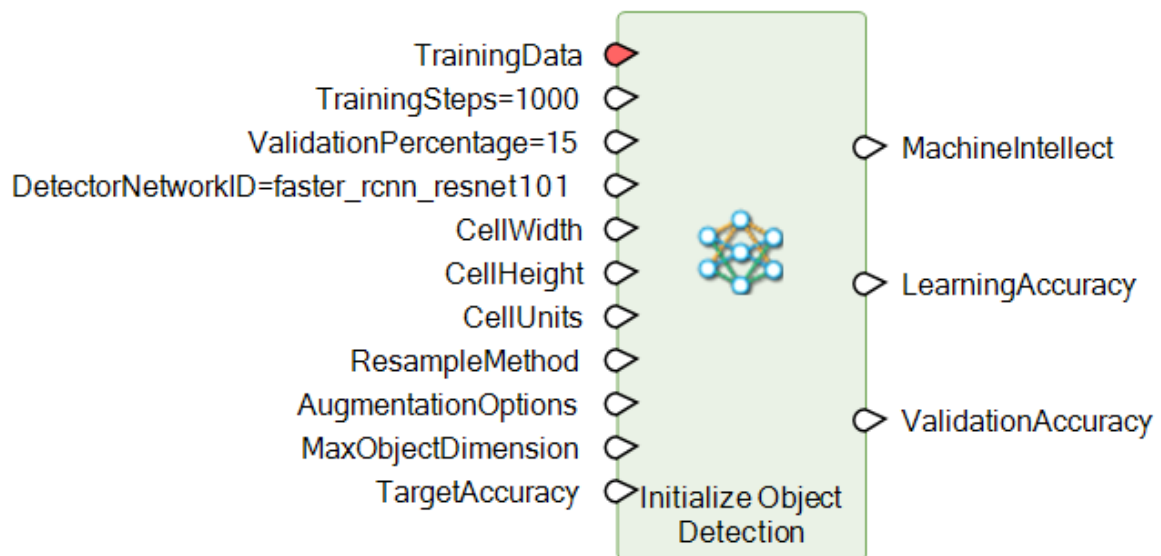 TrainingData
TrainingSteps=1000
ValidationPercentage=15
DetectorNetworkID=faster_rcnn_resnet101
CellWidth
CellHeight
CellUnits
ResampleMethod
AugmentationOptions
MaxObjectDimension
TargetAccuracy
Initialize Object
Detection
MachineIntellect
LearningAccuracy
ValidationAccuracy